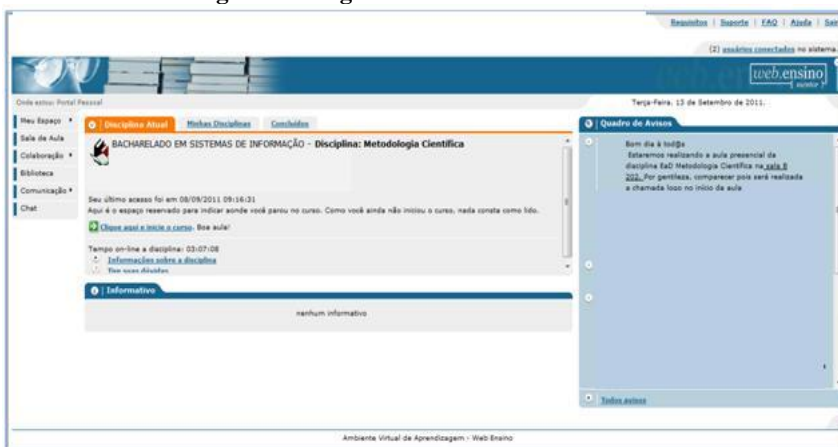 Requisitos | Suporte | FAQ | Ajuda | Sair
(2) usuários conectados no sistema.
web.ensino
Onde estou: Portal Pessoal
Terça-Feira, 13 de Setembro de 2011.
Meu Espaço
Sala de Aula
Colaboração
Biblioteca
Comunicação
Chat
Disciplina Atual
Minhas Disciplinas
Concluídos
BACHARELADO EM SISTEMAS DE INFORMAÇÃO - Disciplina: Metodologia Científica
Seu último acesso foi em 08/09/2011 09:16:31
Aqui é o espaço reservado para indicar aonde você parou no curso. Como você ainda não iniciou o curso, nada consta como lido.
Clique aqui e inicie o curso. Boa aula!
Tempo on-line a disciplina: 03:07:08
Informações sobre a disciplina
Tire suas dúvidas
Informativo
nenhum informativo
Quadro de Avisos
Bom dia à tod@s
Estaremos realizando a aula presencial da
disciplina EaD Metodologia Científica na sala B
202. Por gentileza, comparecer pois será realizada
a chamada logo no início da aula
Todos avisos
Ambiente Virtual de Aprendizagem - Web Ensino